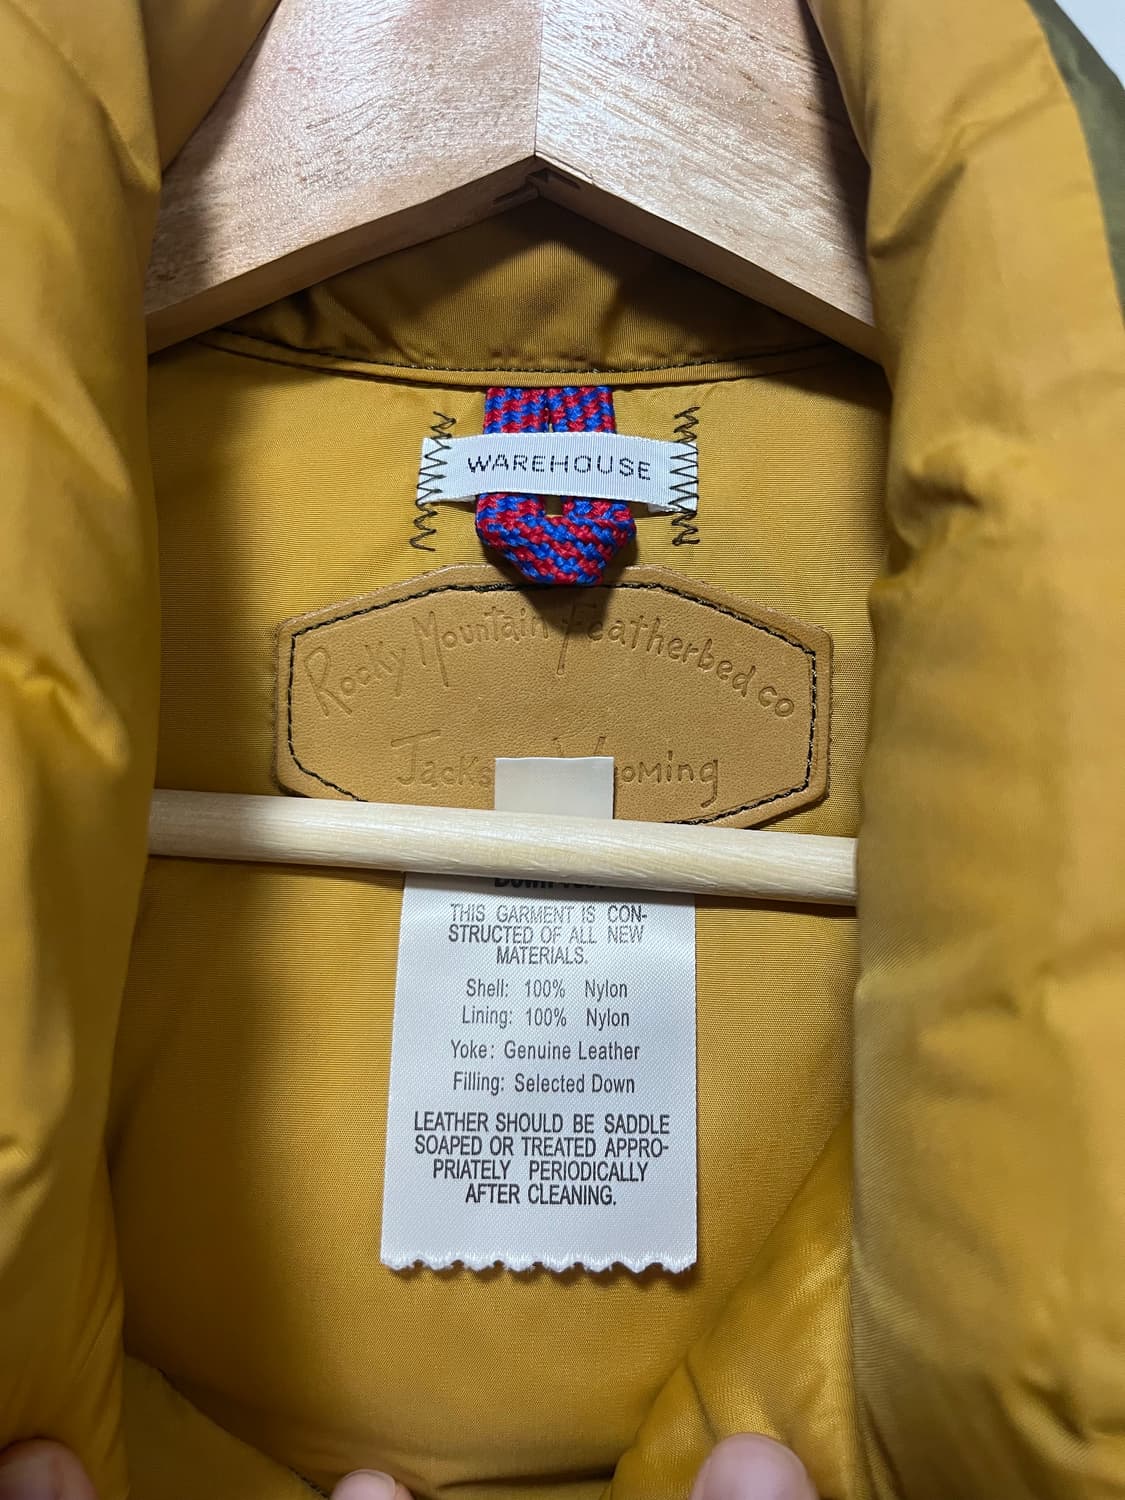 WAREHOUSE
Rocky Mountain Featherbed co
THIS GARMENT IS CON-
STRUCTED OF ALL NEW
MATERIALS.
Shell: 100% Nylon
Lining: 100% Nylon
Yoke: Genuine Leather
Filling: Selected Down
LEATHER SHOULD BE SADDLE
SOAPED OR TREATED APPRO-
PRIATELY PERIODICALLY
AFTER CLEANING.